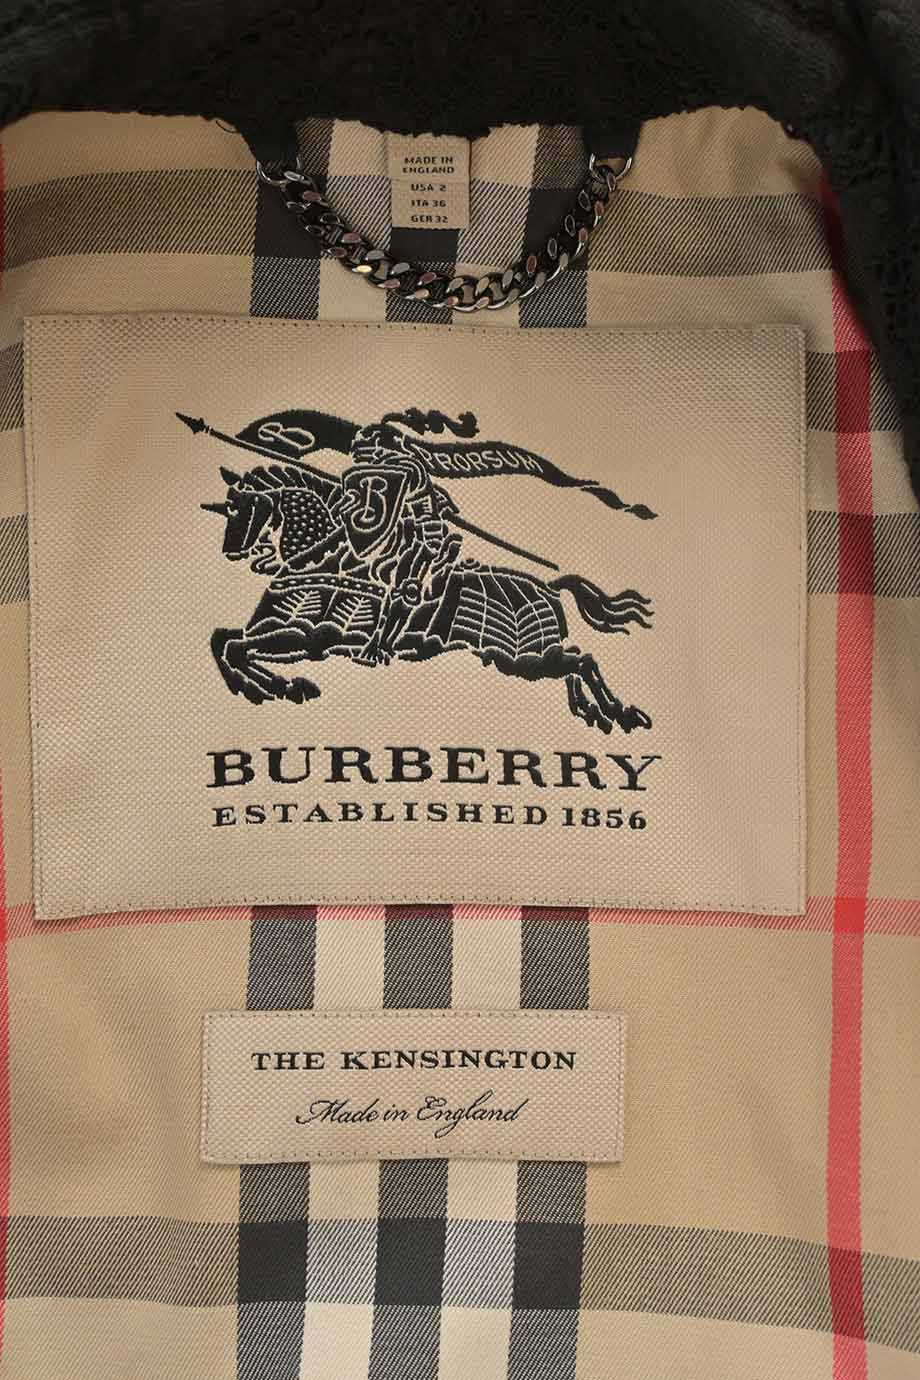 MADE IN
ENGLAND
USA 2
ITA 36
GER 32
B PRORSUM
B
BURBERRY
ESTABLISHED 1856
THE KENSINGTON
Made in England